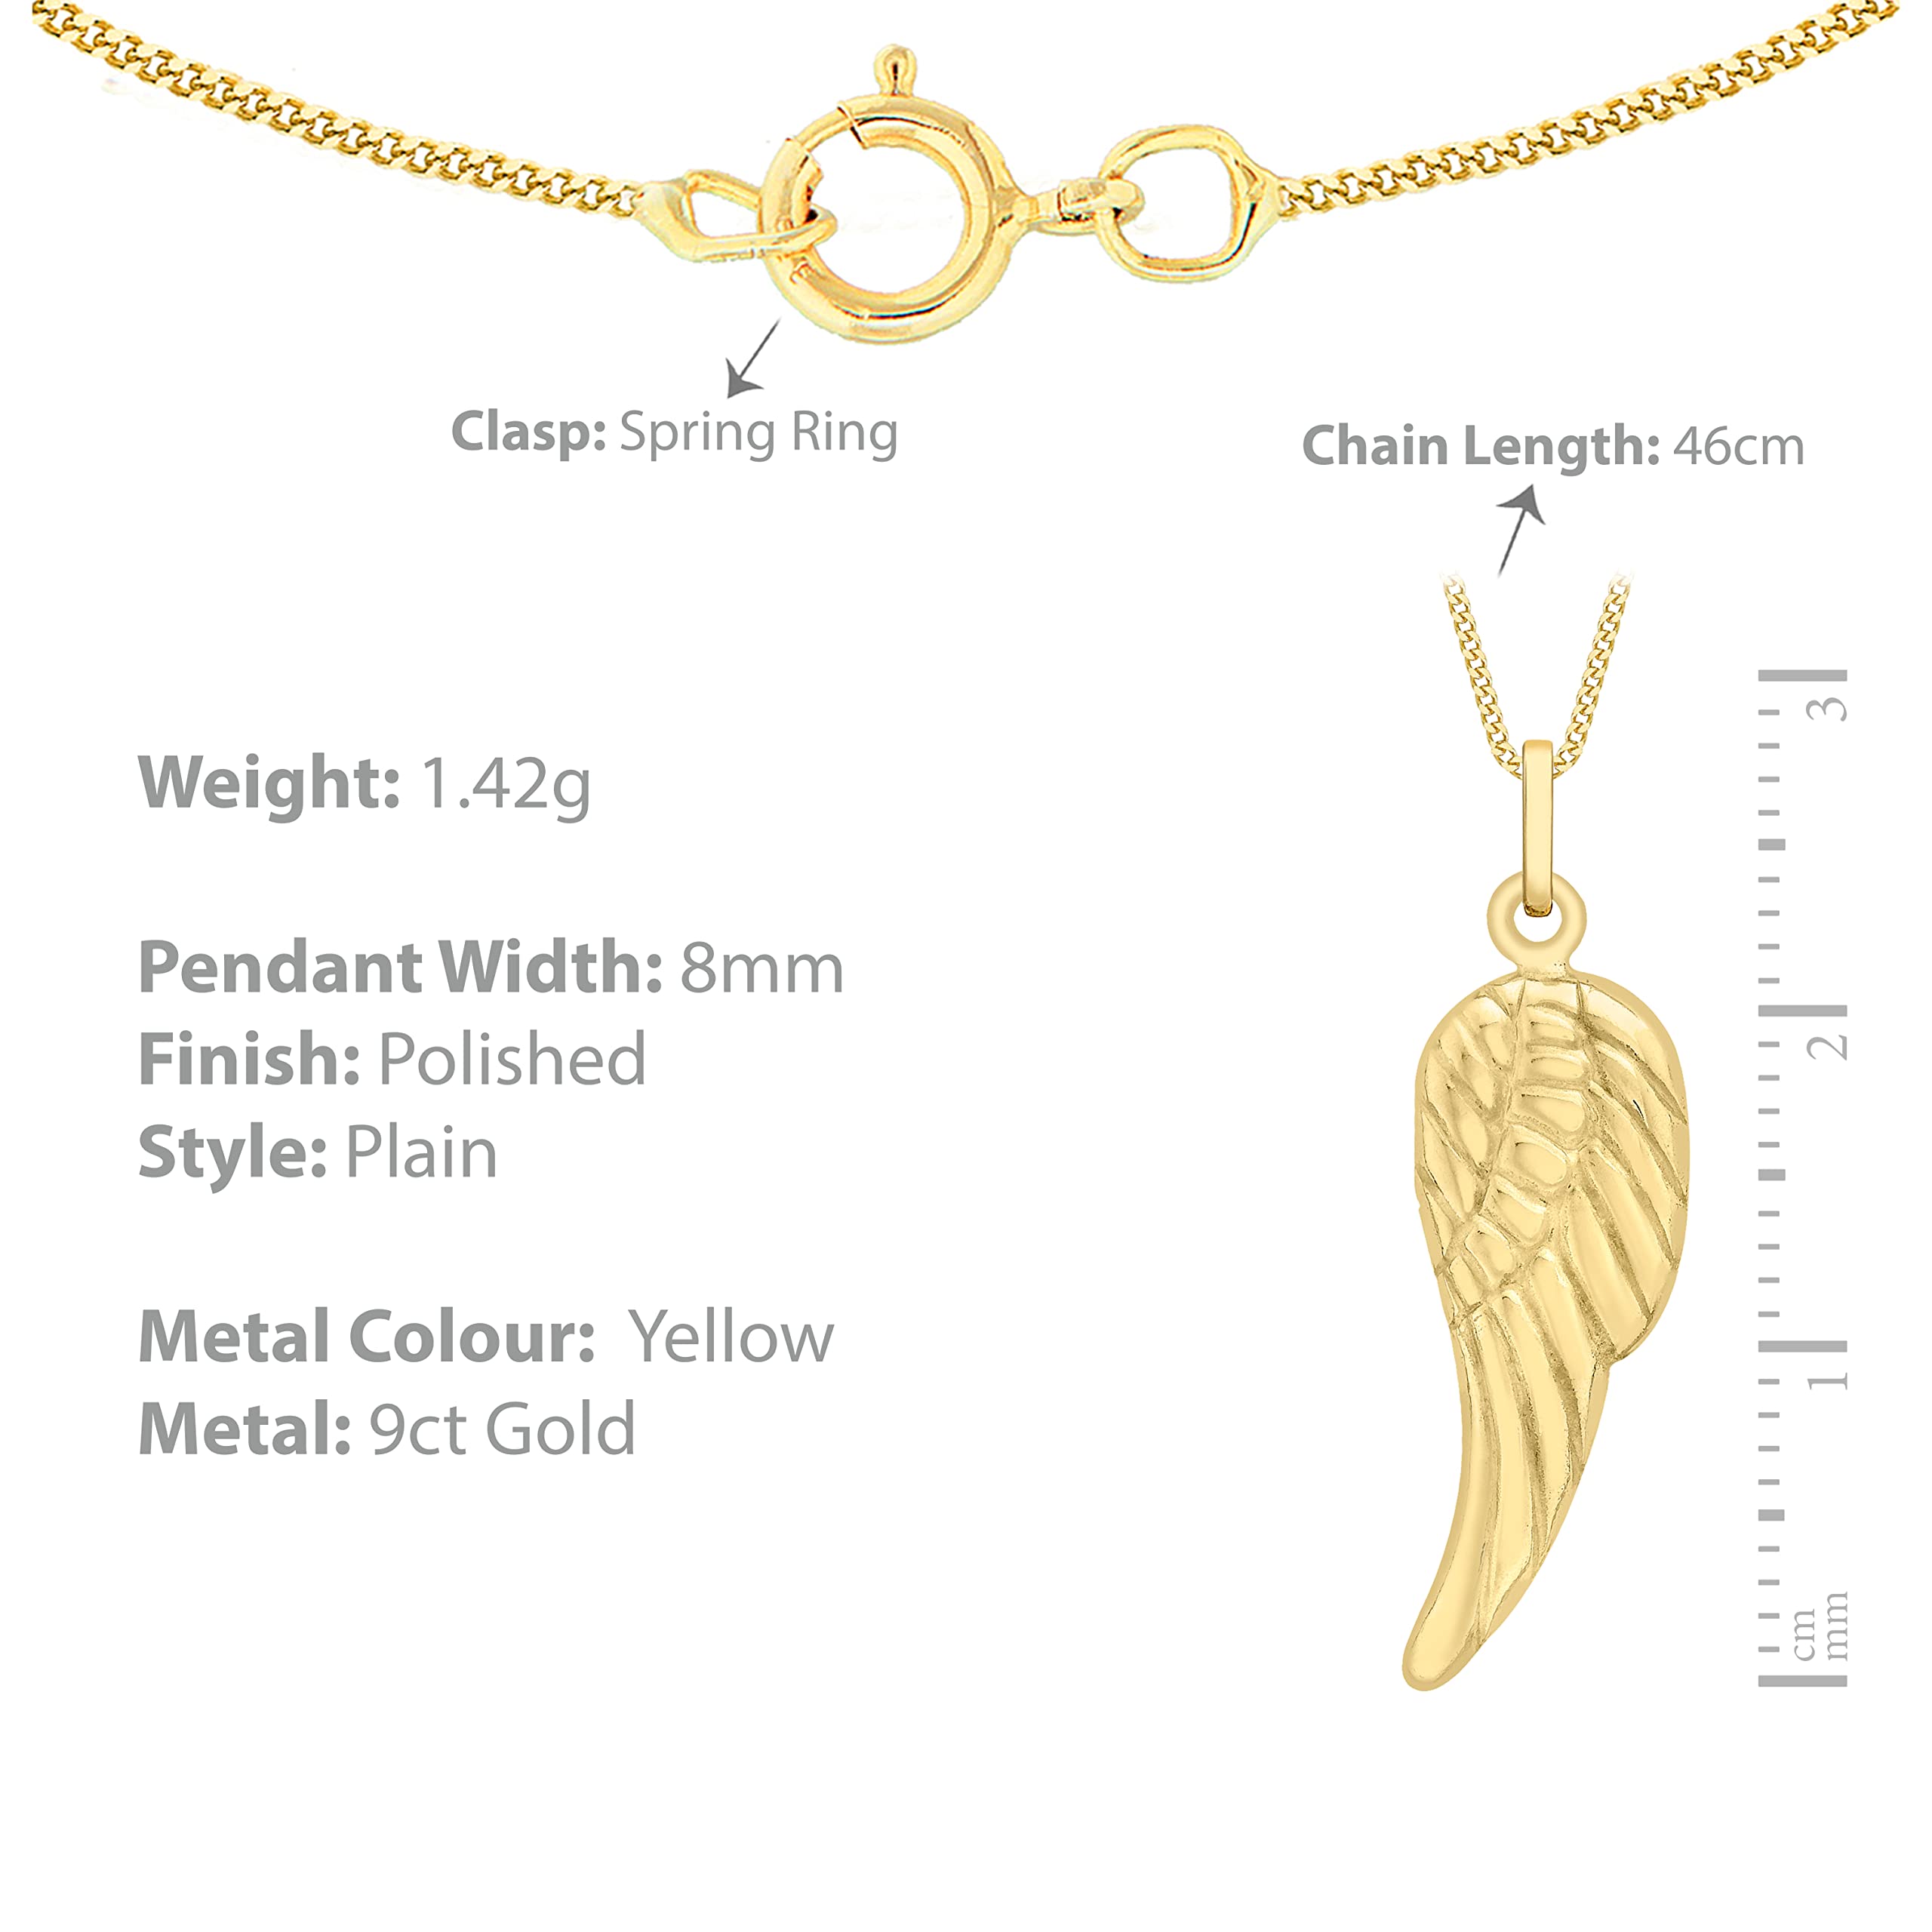 Clasp: Spring Ring
Chain Length: 46cm
Weight: 1.42g
Pendant Width: 8mm
Finish: Polished
Style: Plain
Metal Colour: Yellow
Metal: 9ct Gold
3
2
1
cm
mm